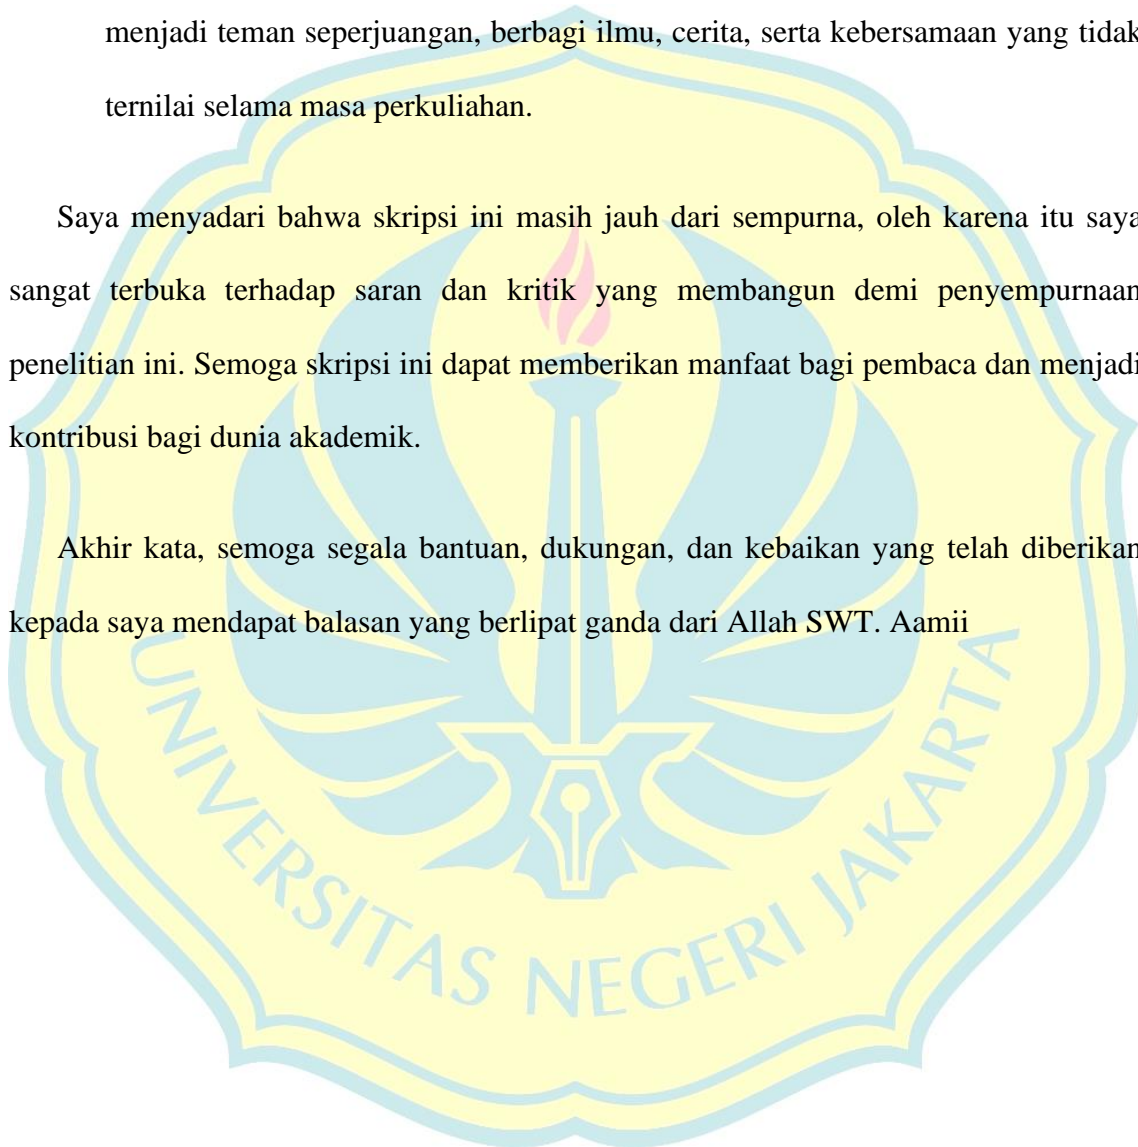 menjadi teman seperjuangan, berbagi ilmu, cerita, serta kebersamaan yang tidak
ternilai selama masa perkuliahan.
Saya menyadari bahwa skripsi ini masih jauh dari sempurna, oleh karena itu saya
sangat terbuka terhadap saran dan kritik yang membangun demi penyempurnaan
penelitian ini. Semoga skripsi ini dapat memberikan manfaat bagi pembaca dan menjadi
kontribusi bagi dunia akademik.
Akhir kata, semoga segala bantuan, dukungan, dan kebaikan yang telah diberikan
kepada saya mendapat balasan yang berlipat ganda dari Allah SWT. Aamii
UNIVERSITAS NEGERI JAKARTA